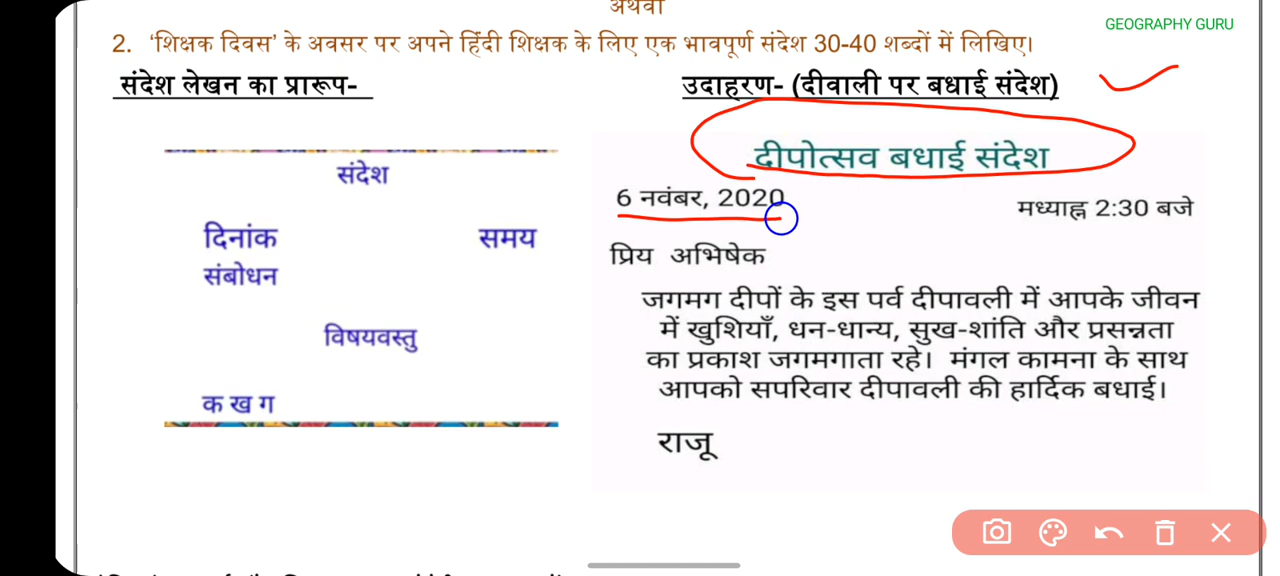 अथवा
GEOGRAPHY GURU
2. 'शिक्षक दिवस' के अवसर पर अपने हिंदी शिक्षक के लिए एक भावपूर्ण संदेश 30-40 शब्दों में लिखिए।
संदेश लेखन का प्रारूप-
उदाहरण- (दीवाली पर बधाई संदेश)
संदेश
दिनांक समय
संबोधन
विषयवस्तु
क ख ग
दीपोत्सव बधाई संदेश
6 नवंबर, 2020
मध्याह्न 2:30 बजे
प्रिय अभिषेक
जगमग दीपों के इस पर्व दीपावली में आपके जीवन
में खुशियाँ, धन-धान्य, सुख-शांति और प्रसन्नता
का प्रकाश जगमगाता रहे। मंगल कामना के साथ
आपको सपरिवार दीपावली की हार्दिक बधाई।
राजू